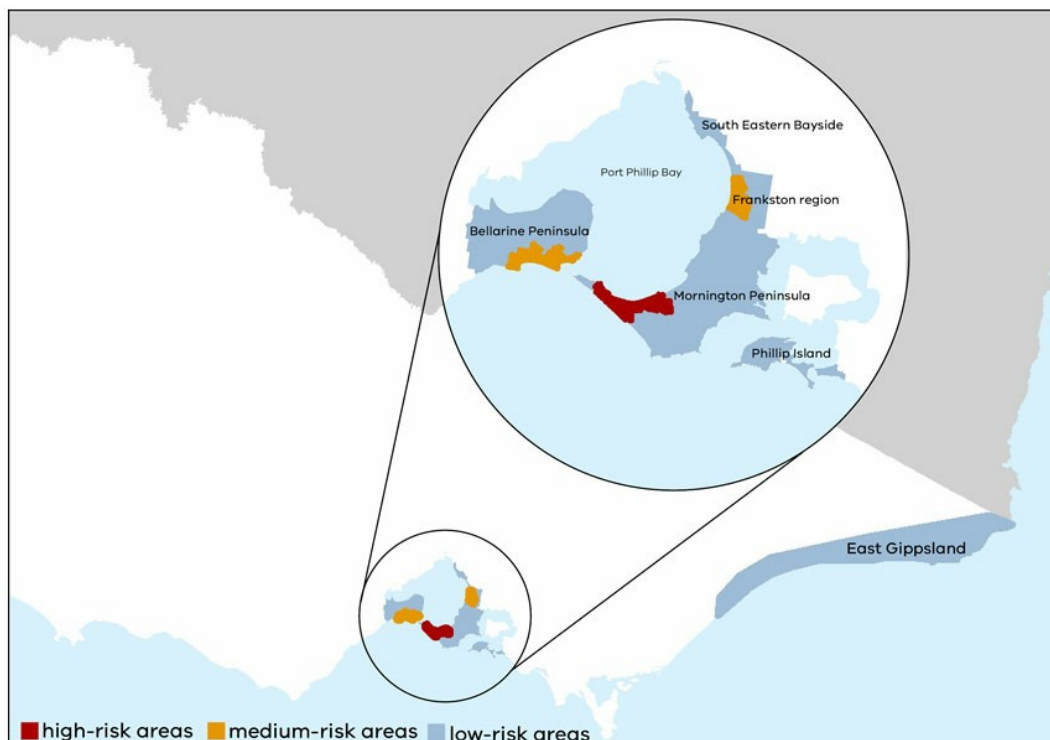 South Eastern Bayside
Port Phillip Bay
Frankston region
Bellarine Peninsula
Mornington Peninsula
Phillip Island
East Gippsland
high-risk areas
medium-risk areas
low-risk areas